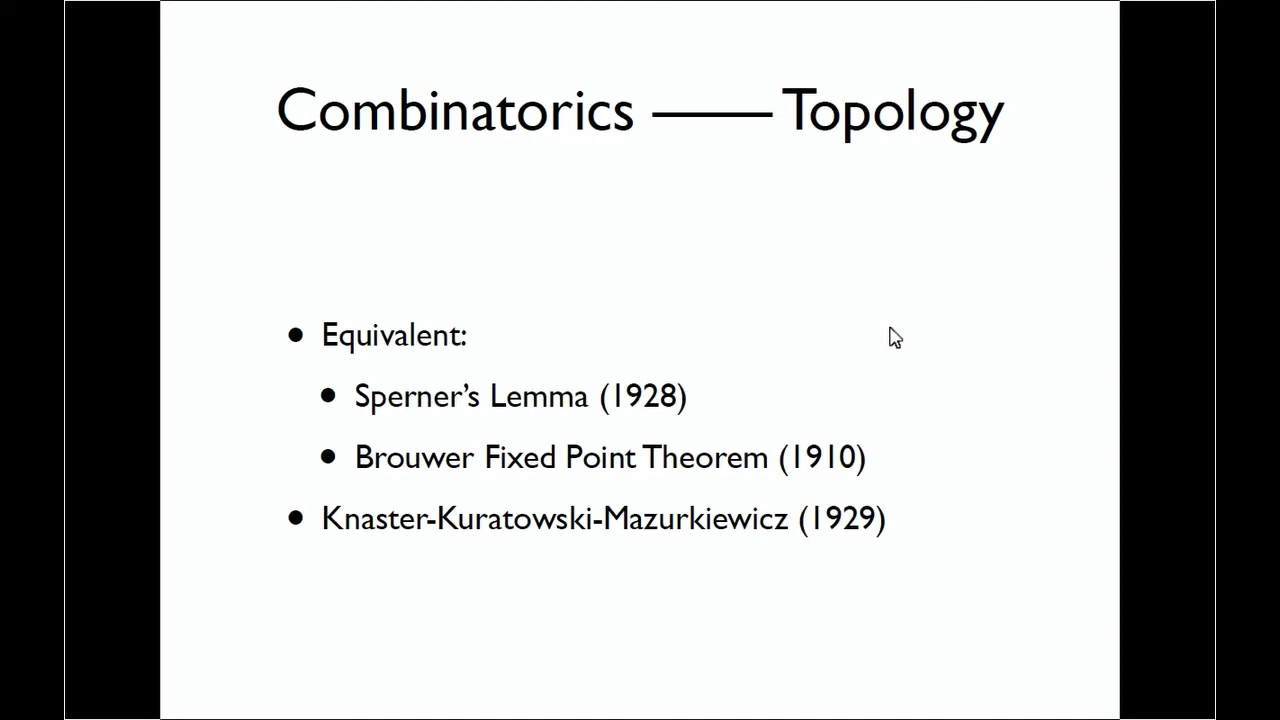 Combinatorics —— Topology
• Equivalent:
• Sperner’s Lemma (1928)
• Brouwer Fixed Point Theorem (1910)
• Knaster-Kuratowski-Mazurkiewicz (1929)